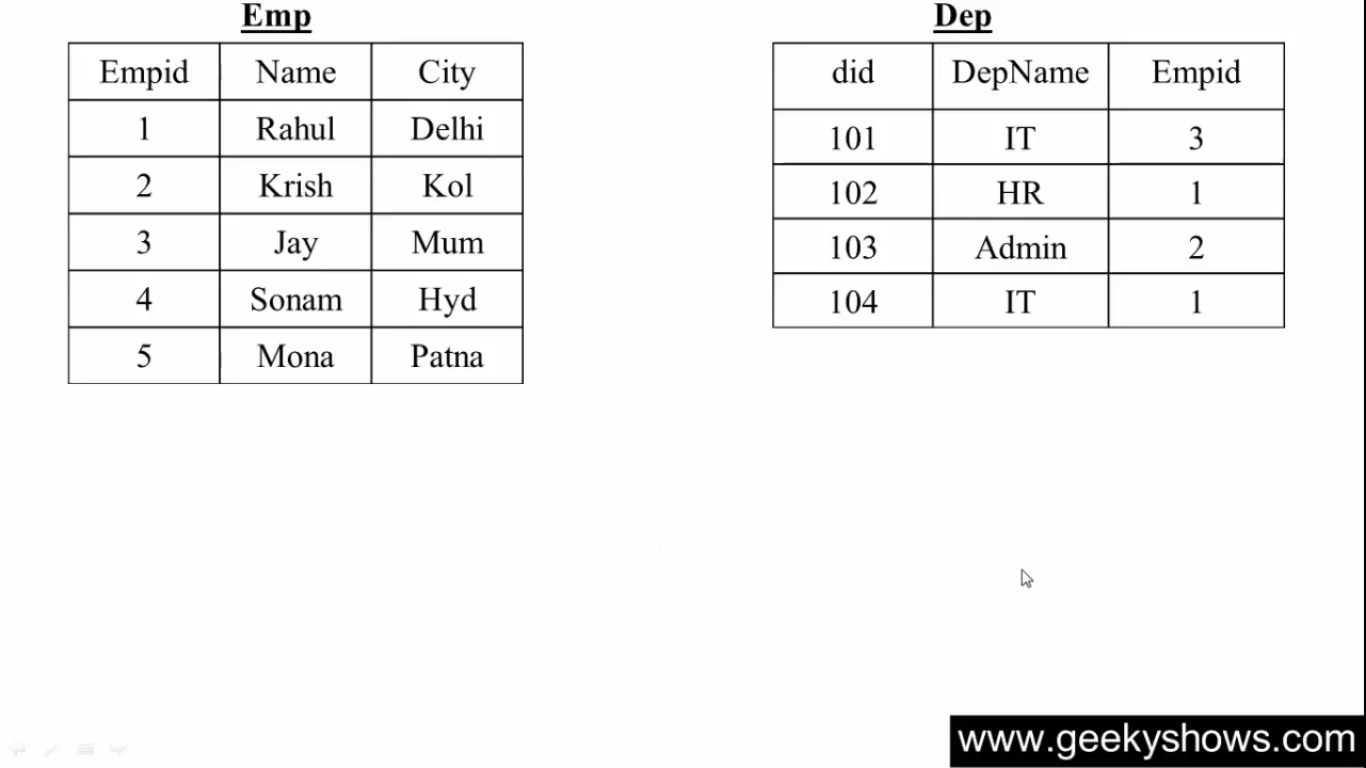 Emp
Empid Name City
1 Rahul Delhi
2 Krish Kol
3 Jay Mum
4 Sonam Hyd
5 Mona Patna
Dep
did DepName Empid
101 IT 3
102 HR 1
103 Admin 2
104 IT 1
www.geekyshows.com